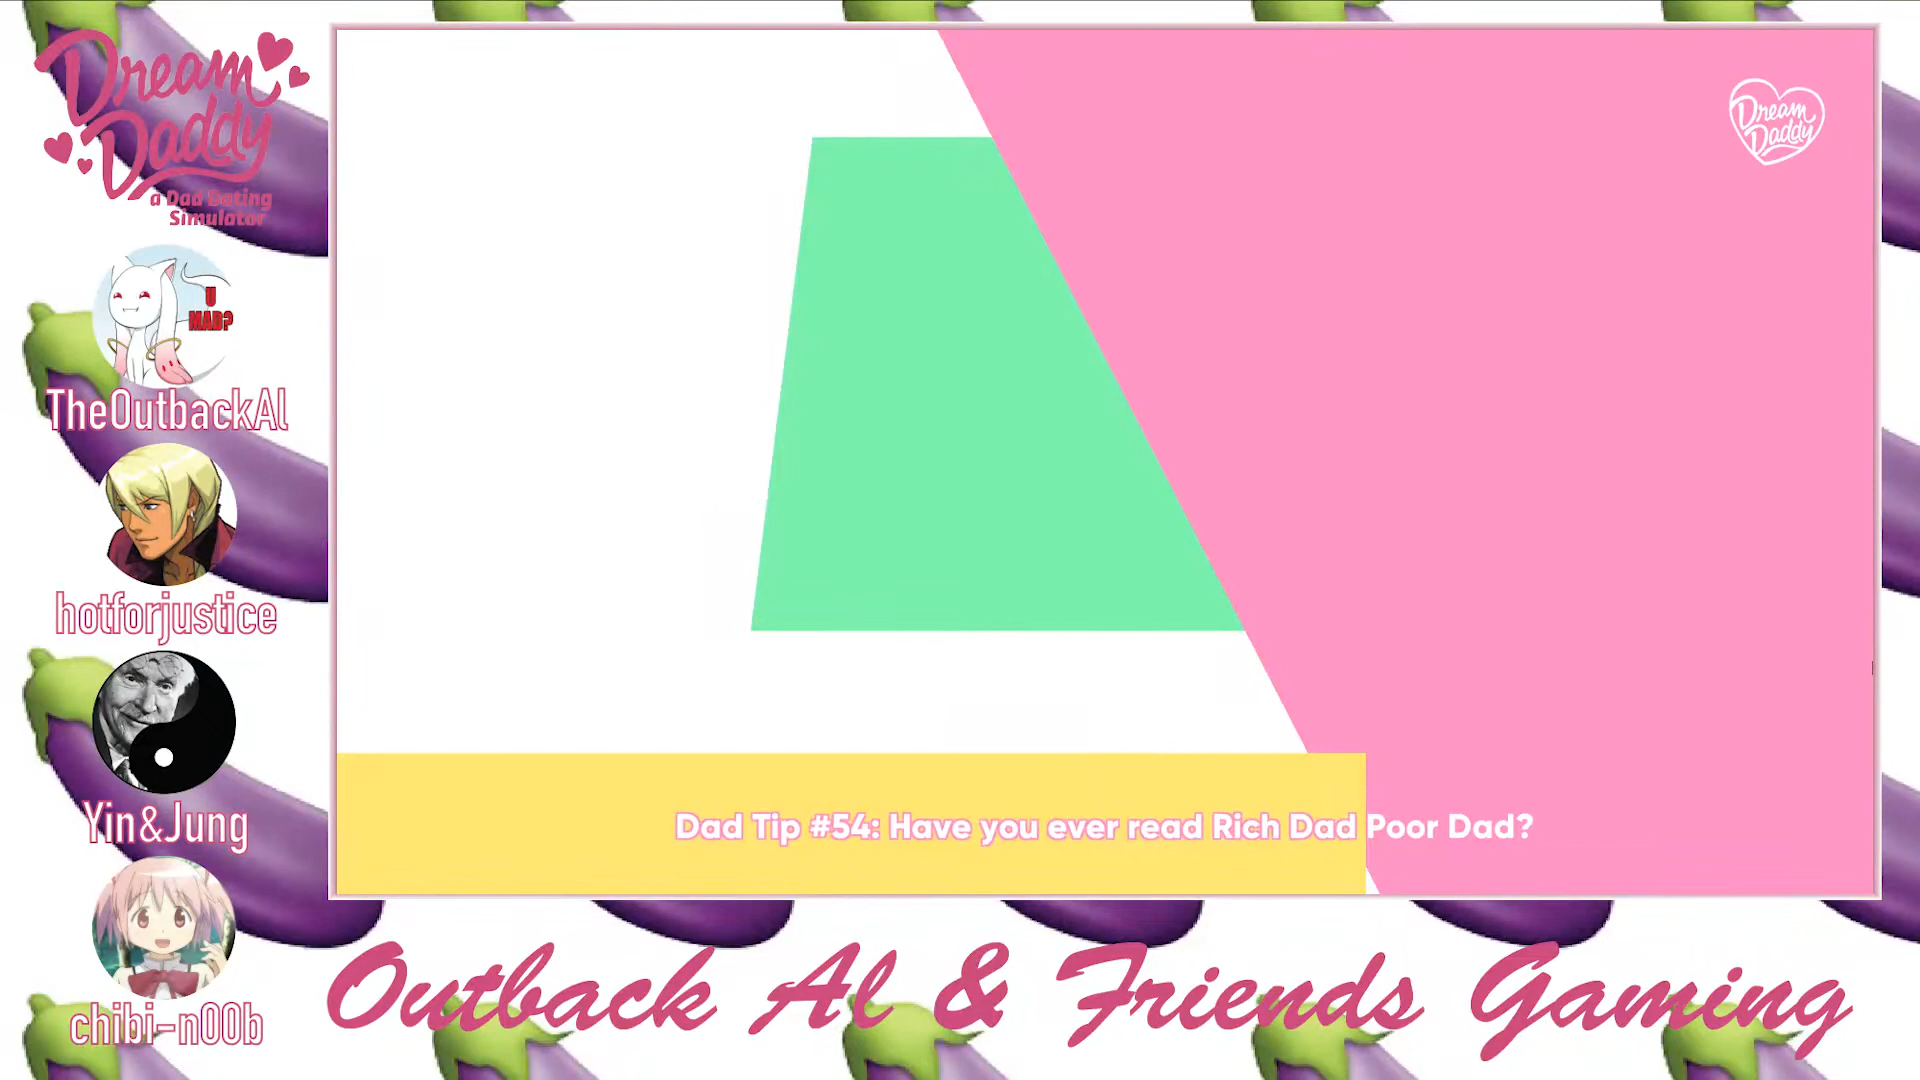 Dream
Daddy
a Dad Dating
Simulator
U
MAD?
TheOutbackAl
hotforjustice
Yin&Jung
chibi-n00b
Dream
Daddy
Dad Tip #54: Have you ever read Rich Dad Poor Dad?
Outback Al & Friends Gaming